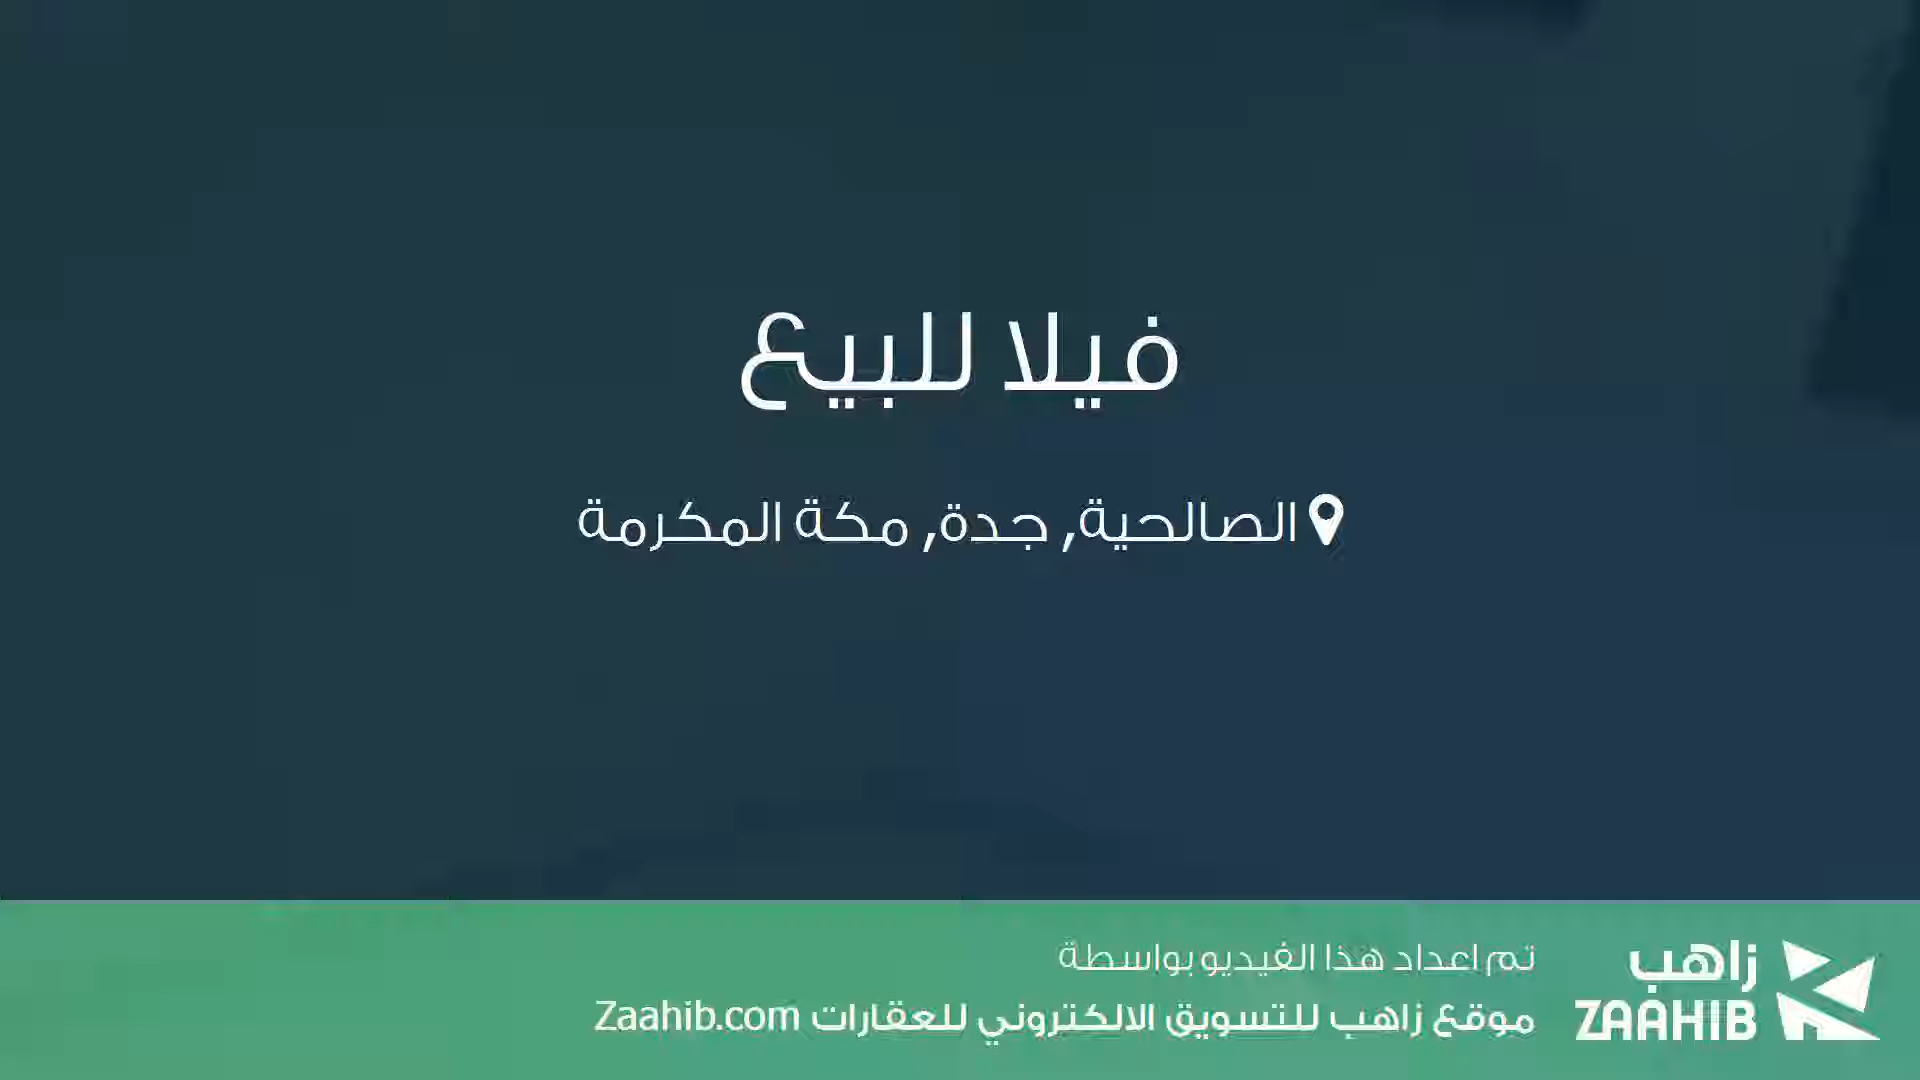 فيلا للبيع
الصالحية, جدة, مكة المكرمة
تم اعداد هذا الفيديو بواسطة
موقع زاهب للتسويق الالكتروني للعقارات Zaahib.com
زاهب
ZAAHIB